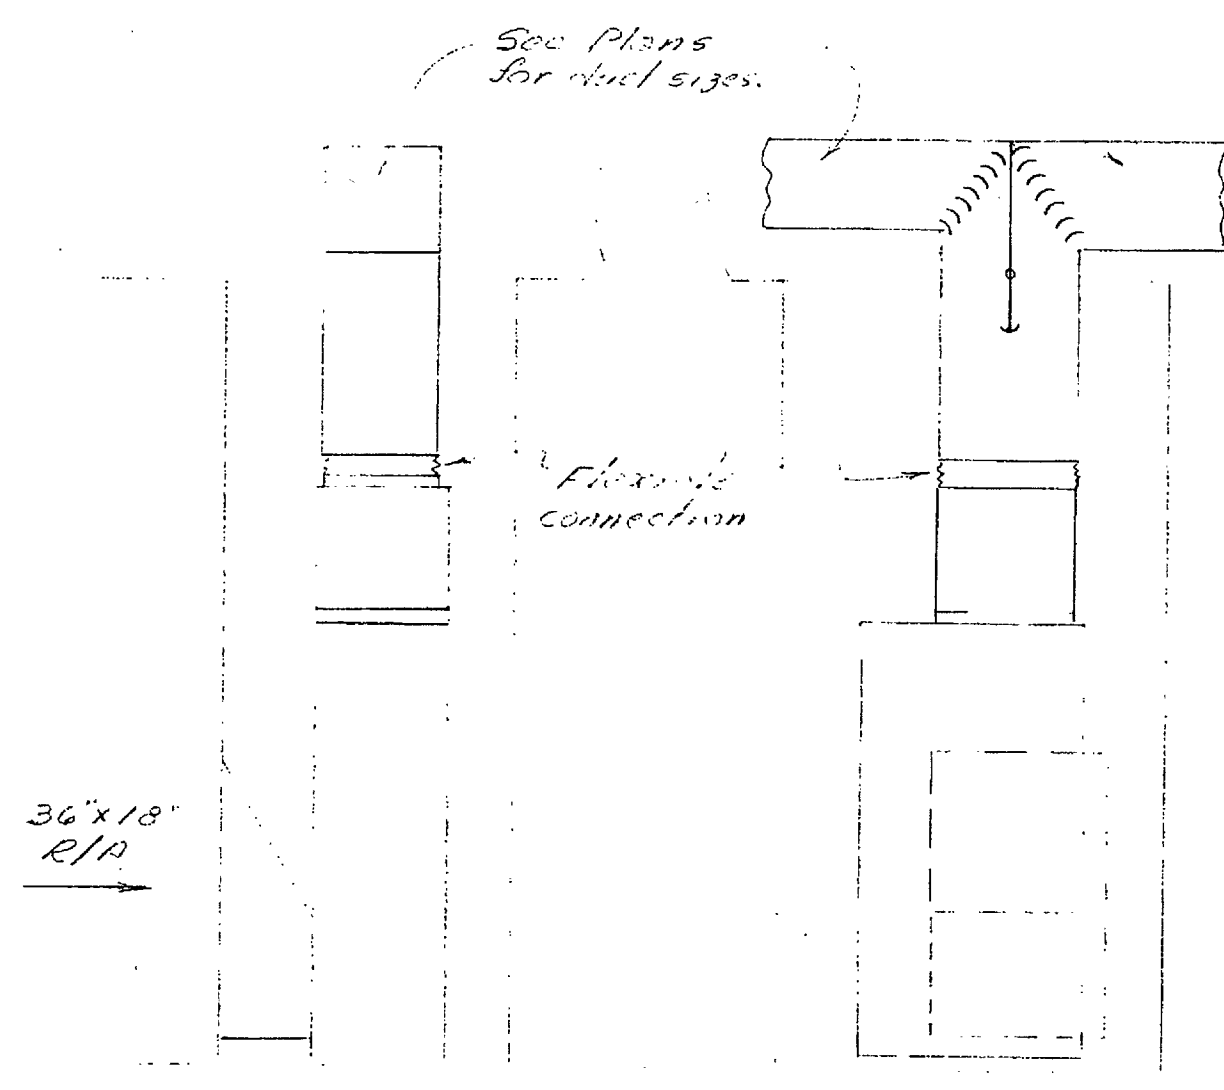 See Plans
for duct sizes.
Flexible
connection
36"x18"
R/A